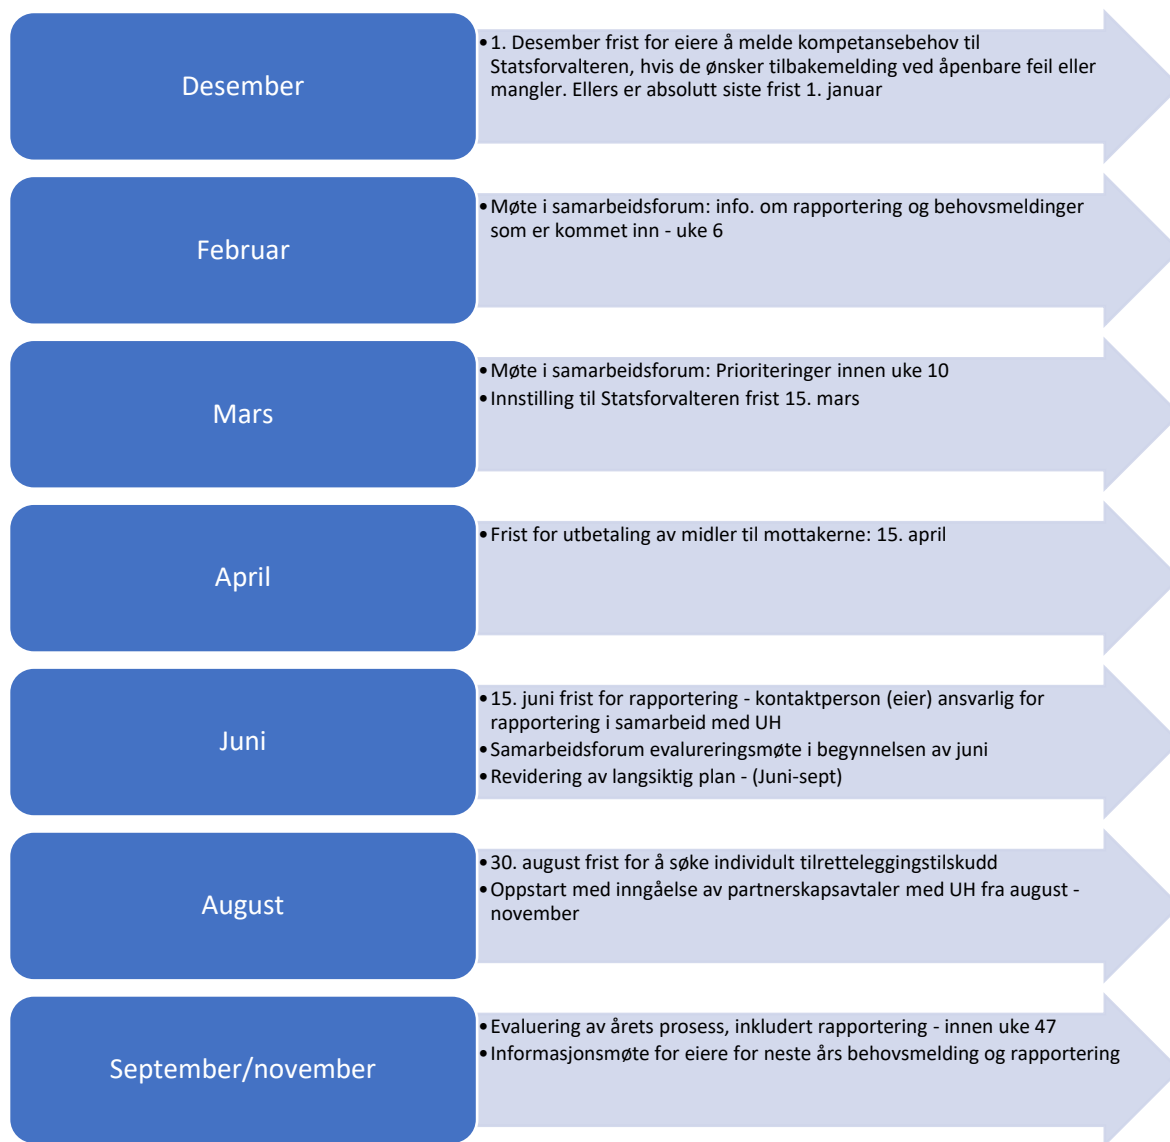 Desember
•1. Desember frist for eiere å melde kompetansebehov til
Statsforvalteren, hvis de ønsker tilbakemelding ved åpenbare feil eller
mangler. Ellers er absolutt siste frist 1. januar
Februar
•Møte i samarbeidsforum: info. om rapportering og behovsmeldinger
som er kommet inn - uke 6
Mars
•Møte i samarbeidsforum: Prioriteringer innen uke 10
•Innstilling til Statsforvalteren frist 15. mars
April
•Frist for utbetaling av midler til mottakerne: 15. april
Juni
•15. juni frist for rapportering - kontaktperson (eier) ansvarlig for
rapportering i samarbeid med UH
•Samarbeidsforum evalureringsmøte i begynnelsen av juni
•Revidering av langsiktig plan - (Juni-sept)
August
•30. august frist for å søke individult tilretteleggingstilskudd
•Oppstart med inngåelse av partnerskapsavtaler med UH fra august -
november
September/november
•Evaluering av årets prosess, inkludert rapportering - innen uke 47
•Informasjonsmøte for eiere for neste års behovsmelding og rapportering